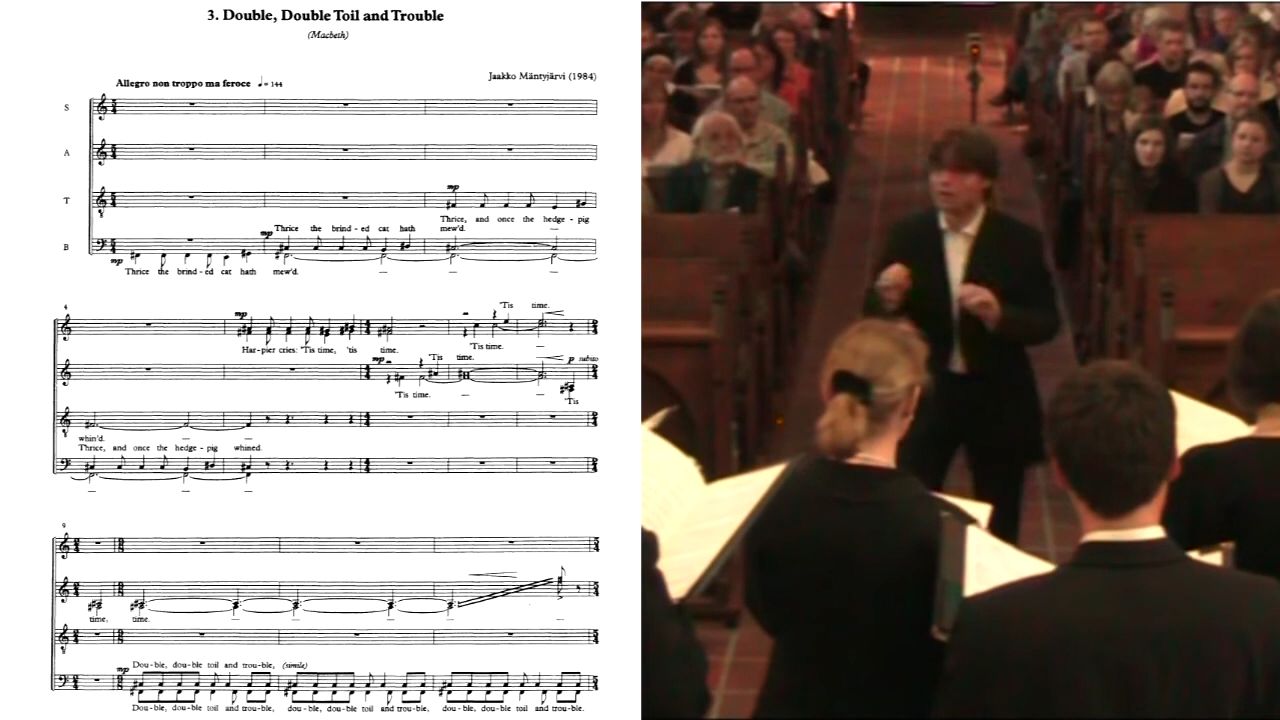 3. Double, Double Toil and Trouble
(Macbeth)
Jaakko Mäntyjärvi (1984)
Allegro non troppo ma feroce ♩= 144
S
A
T
mp
Thrice, and once the hedge - pig
Thrice the brind - ed cat hath mew'd. —
B
mp
mp
Thrice the brind - ed cat hath mew'd. — —
4
mp
'Tis time.
Har - pier cries: 'Tis time, 'tis time. 'Tis time. —
mp
'Tis time. p subito
'Tis time. — — 'Tis
whin'd. — —
Thrice, and once the hedge - pig whined.
— — —
9
time, time. — — — — —
mp
Dou - ble, dou - ble toil and trou - ble, (simile)
Dou - ble, dou - ble toil and trou - ble, dou - ble, dou - ble toil and trou - ble, dou - ble, dou - ble toil and trou - ble.